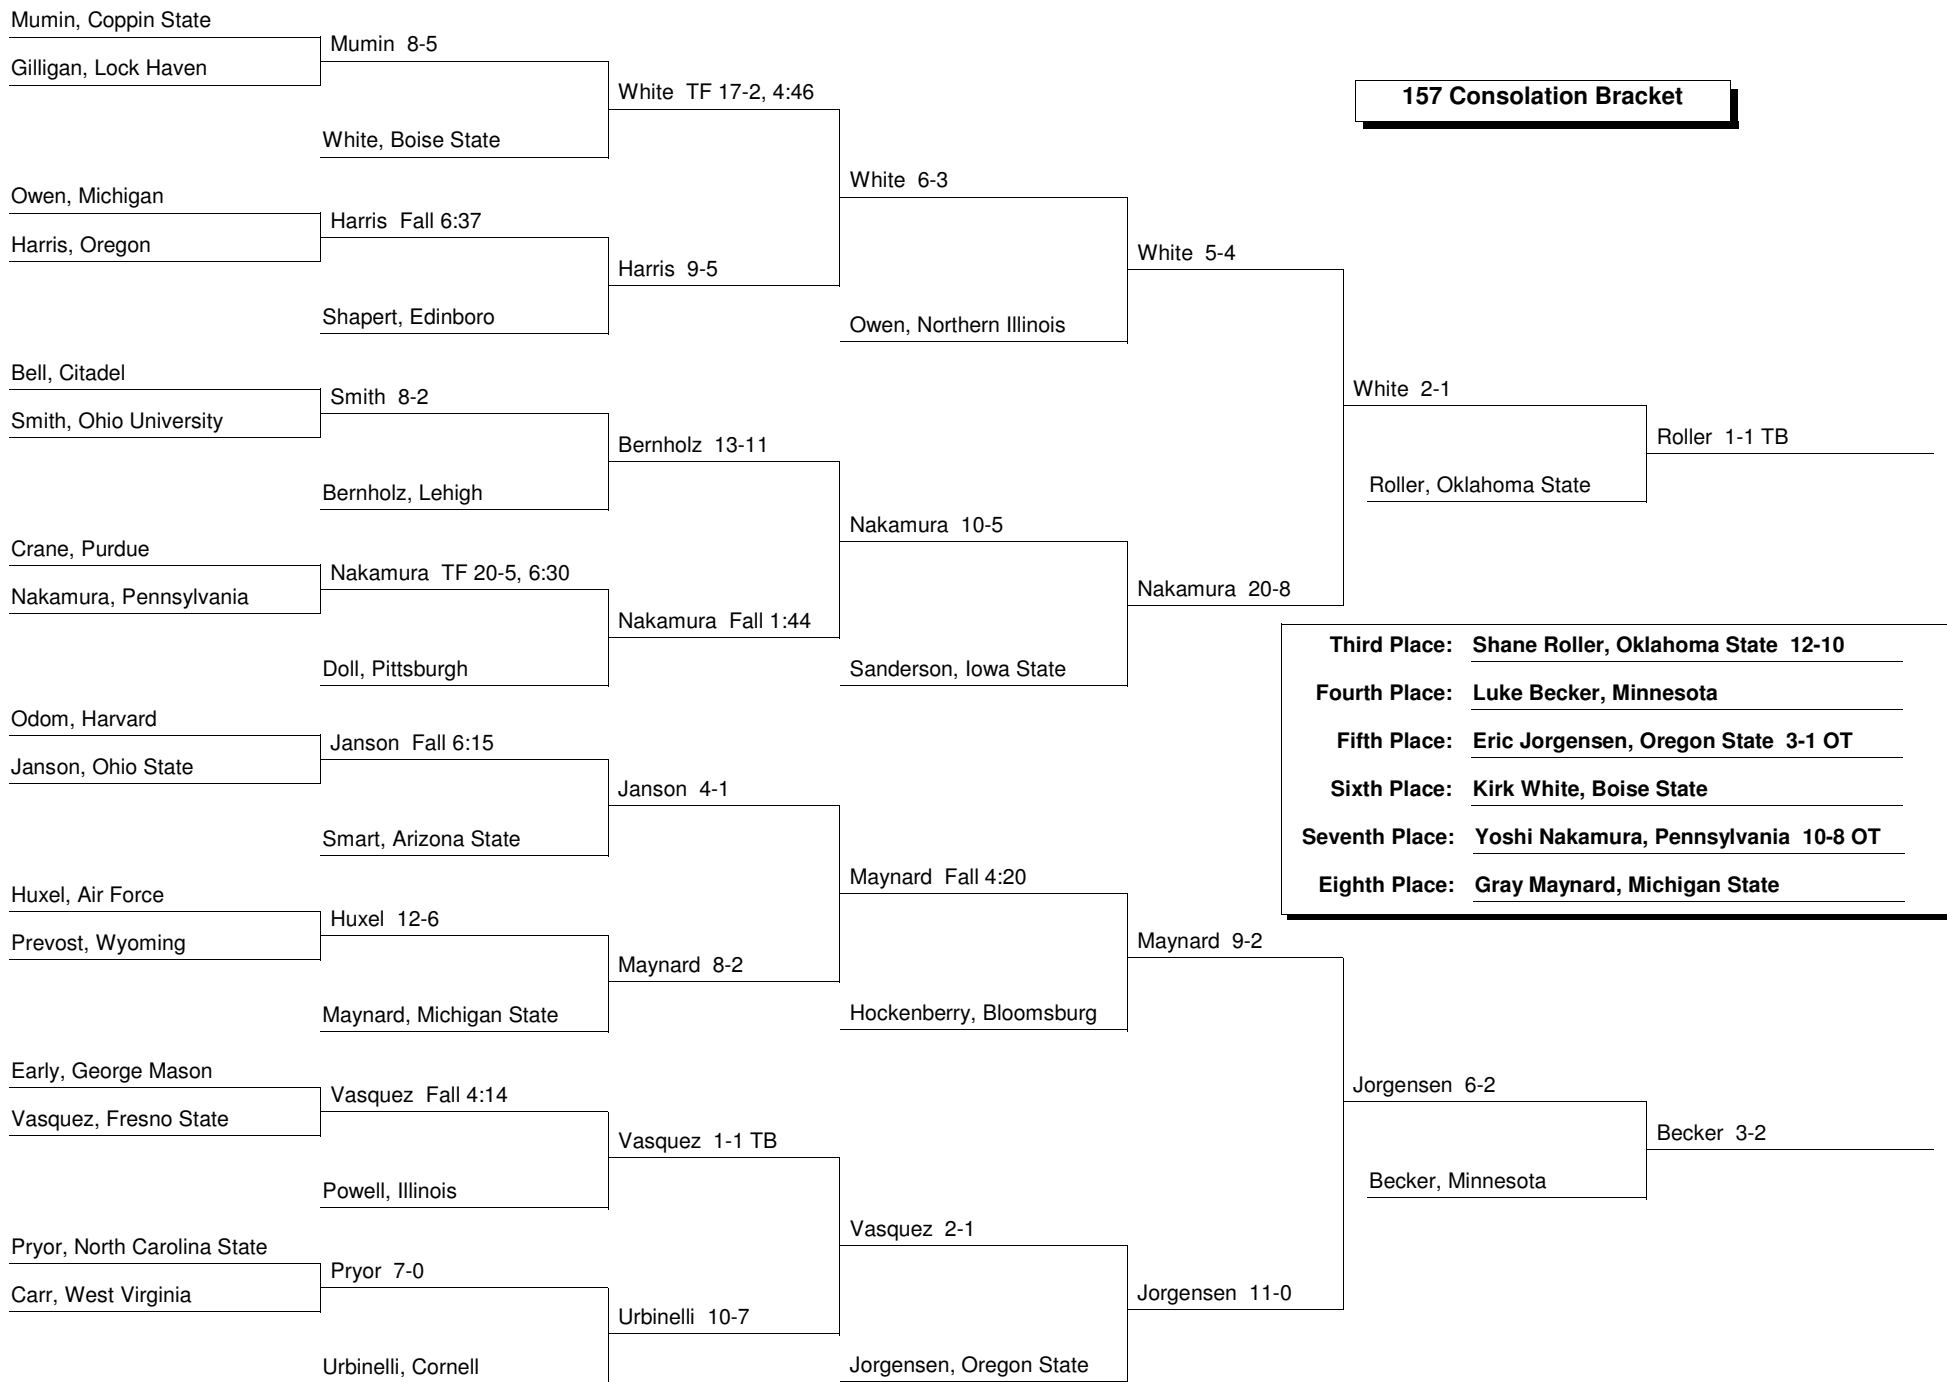 Mumin, Coppin State
Gilligan, Lock Haven
Owen, Michigan
Harris, Oregon
Bell, Citadel
Smith, Ohio University
Crane, Purdue
Nakamura, Pennsylvania
Odom, Harvard
Janson, Ohio State
Huxel, Air Force
Prevost, Wyoming
Early, George Mason
Vasquez, Fresno State
Pryor, North Carolina State
Carr, West Virginia
Mumin 8-5
White, Boise State
Harris Fall 6:37
Shapert, Edinboro
Smith 8-2
Bernholz, Lehigh
Nakamura TF 20-5, 6:30
Doll, Pittsburgh
Janson Fall 6:15
Smart, Arizona State
Huxel 12-6
Maynard, Michigan State
Vasquez Fall 4:14
Powell, Illinois
Pryor 7-0
Urbinelli, Cornell
White TF 17-2, 4:46
Harris 9-5
Bernholz 13-11
Nakamura Fall 1:44
Janson 4-1
Maynard 8-2
Vasquez 1-1 TB
Urbinelli 10-7
White 6-3
Owen, Northern Illinois
Nakamura 10-5
Sanderson, Iowa State
Maynard Fall 4:20
Hockenberry, Bloomsburg
Vasquez 2-1
Jorgensen, Oregon State
White 5-4
Nakamura 20-8
Maynard 9-2
Jorgensen 11-0
157 Consolation Bracket
White 2-1
Roller, Oklahoma State
Roller 1-1 TB
Third Place: Shane Roller, Oklahoma State 12-10
Fourth Place: Luke Becker, Minnesota
Fifth Place: Eric Jorgensen, Oregon State 3-1 OT
Sixth Place: Kirk White, Boise State
Seventh Place: Yoshi Nakamura, Pennsylvania 10-8 OT
Eighth Place: Gray Maynard, Michigan State
Jorgensen 6-2
Becker, Minnesota
Becker 3-2